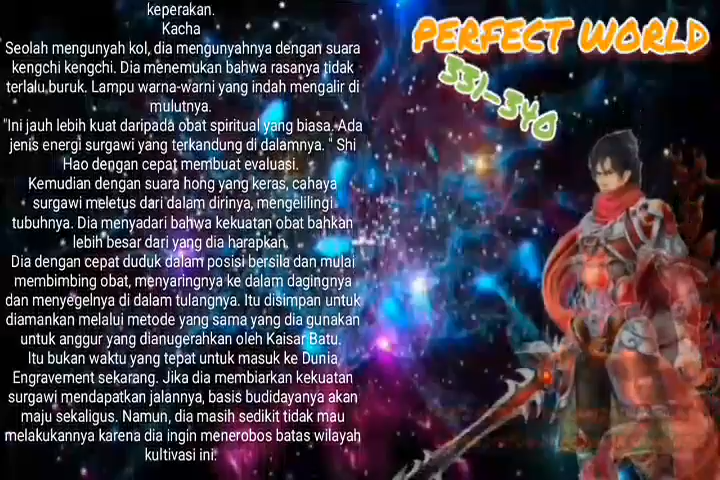 keperakan.
Kacha
Seolah mengunyah kol, dia mengunyahnya dengan suara
kengchi kengchi. Dia menemukan bahwa rasanya tidak
terlalu buruk. Lampu warna-warni yang indah mengalir di
mulutnya.
"Ini jauh lebih kuat daripada obat spiritual yang biasa. Ada
jenis energi surgawi yang terkandung di dalamnya. " Shi
Hao dengan cepat membuat evaluasi.
Kemudian dengan suara hong yang keras, cahaya
surgawi meletus dari dalam dirinya, mengelilingi
tubuhnya. Dia menyadari bahwa kekuatan obat bahkan
lebih besar dari yang dia harapkan.
Dia dengan cepat duduk dalam posisi bersila dan mulai
membimbing obat, menyaringnya ke dalam dagingnya
dan menyegelnya di dalam tulangnya. Itu disimpan untuk
diamankan melalui metode yang sama yang dia gunakan
untuk anggur yang dianugerahkan oleh Kaisar Batu.
Itu bukan waktu yang tepat untuk masuk ke Dunia
Engravement sekarang. Jika dia membiarkan kekuatan
surgawi mendapatkan jalannya, basis budidayanya akan
maju sekaligus. Namun, dia masih sedikit tidak mau
melakukannya karena dia ingin menerobos batas wilayah
kultivasi ini.
PERFECT WORLD
331-340